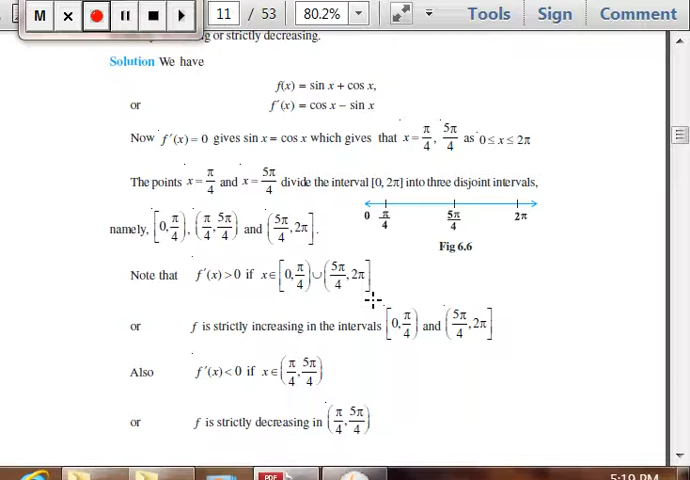 M
11 / 53
80.2%
Tools
Sign
Comment
g or strictly decreasing.
Solution We have
f(x) = sin x + cos x,
or f′(x) = cos x – sin x
Now f′(x) = 0 gives sin x = cos x which gives that x = π/4, 5π/4 as 0 ≤ x ≤ 2π
The points x = π/4 and x = 5π/4 divide the interval [0, 2π] into three disjoint intervals,
namely, [0, π/4), (π/4, 5π/4) and (5π/4, 2π].
0 π/4 5π/4 2π
Fig 6.6
Note that f′(x) > 0 if x ∈ [0, π/4) ∪ (5π/4, 2π]
or f is strictly increasing in the intervals [0, π/4) and (5π/4, 2π]
Also f′(x) < 0 if x ∈ (π/4, 5π/4)
or f is strictly decreasing in (π/4, 5π/4)
PDF
5:19 PM